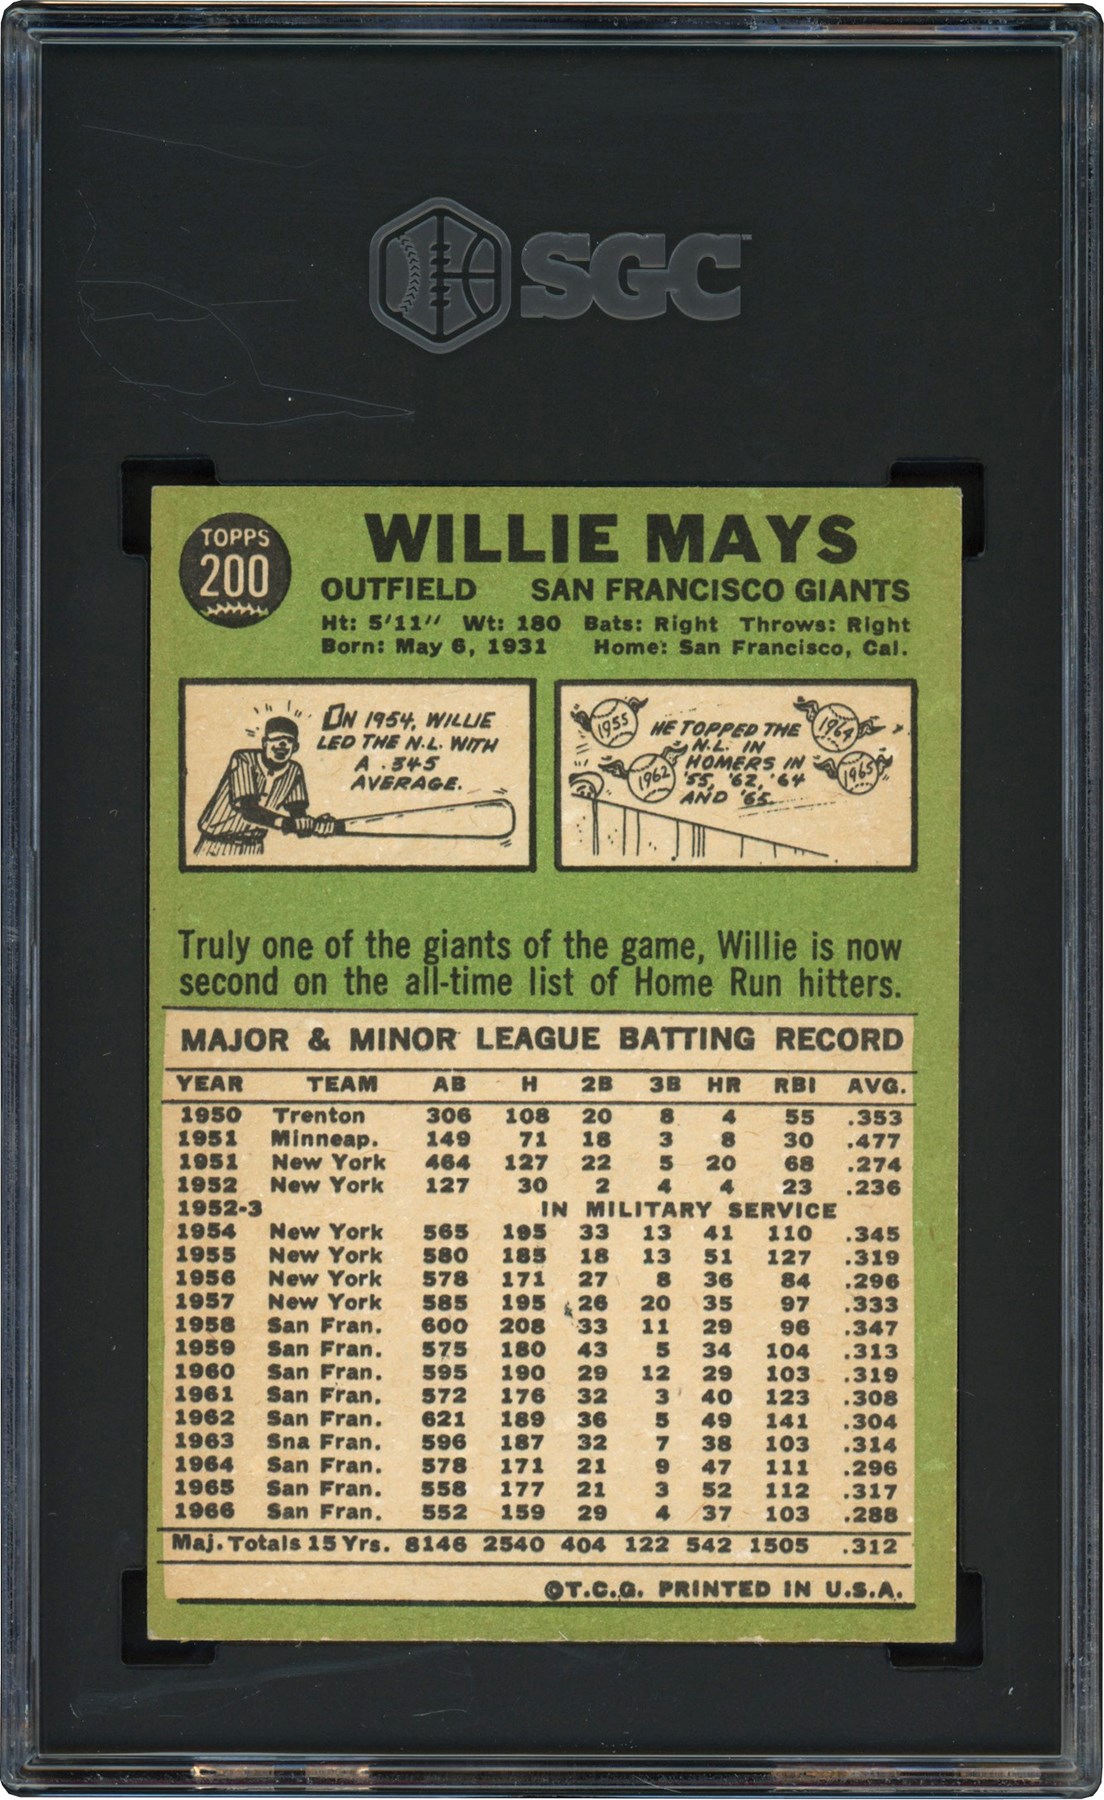 SGC
TOPPS
200
WILLIE MAYS
OUTFIELD SAN FRANCISCO GIANTS
Ht: 5'11" Wt: 180 Bats: Right Throws: Right
Born: May 6, 1931 Home: San Francisco, Cal.
ON 1954, WILLIE
LED THE N.L. WITH
A .345
AVERAGE.
1955
1962
HE TOPPED THE
N.L. IN
HOMERS IN
'55, '62, '64
AND '65.
1964
1965
Truly one of the giants of the game, Willie is now
second on the all-time list of Home Run hitters.
MAJOR & MINOR LEAGUE BATTING RECORD
YEAR TEAM AB H 2B 3B HR RBI AVG.
1950 Trenton 306 108 20 8 4 55 .353
1951 Minneap. 149 71 18 3 8 30 .477
1951 New York 464 127 22 5 20 68 .274
1952 New York 127 30 2 4 4 23 .236
1952-3 IN MILITARY SERVICE
1954 New York 565 195 33 13 41 110 .345
1955 New York 580 185 18 13 51 127 .319
1956 New York 578 171 27 8 36 84 .296
1957 New York 585 195 26 20 35 97 .333
1958 San Fran. 600 208 33 11 29 96 .347
1959 San Fran. 575 180 43 5 34 104 .313
1960 San Fran. 595 190 29 12 29 103 .319
1961 San Fran. 572 176 32 3 40 123 .308
1962 San Fran. 621 189 36 5 49 141 .304
1963 Sna Fran. 596 187 32 7 38 103 .314
1964 San Fran. 578 171 21 9 47 111 .296
1965 San Fran. 558 177 21 3 52 112 .317
1966 San Fran. 552 159 29 4 37 103 .288
Maj. Totals 15 Yrs. 8146 2540 404 122 542 1505 .312
©T.C.G. PRINTED IN U.S.A.